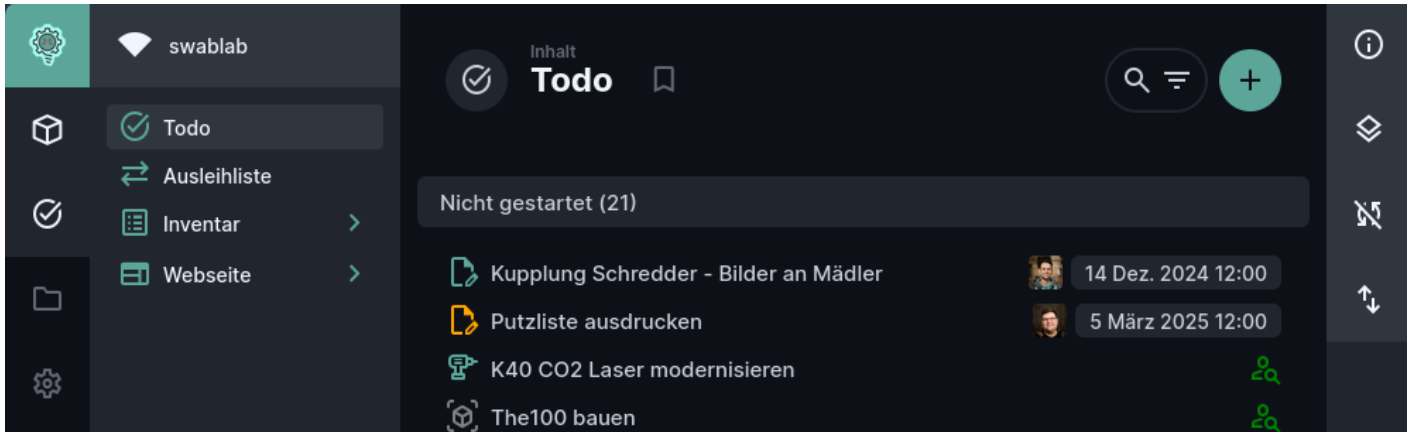 swablab
Todo
Ausleihliste
Inventar
Webseite
Inhalt
Todo
Nicht gestartet (21)
Kupplung Schredder - Bilder an Mädler 14 Dez. 2024 12:00
Putzliste ausdrucken 5 März 2025 12:00
K40 CO2 Laser modernisieren
The100 bauen